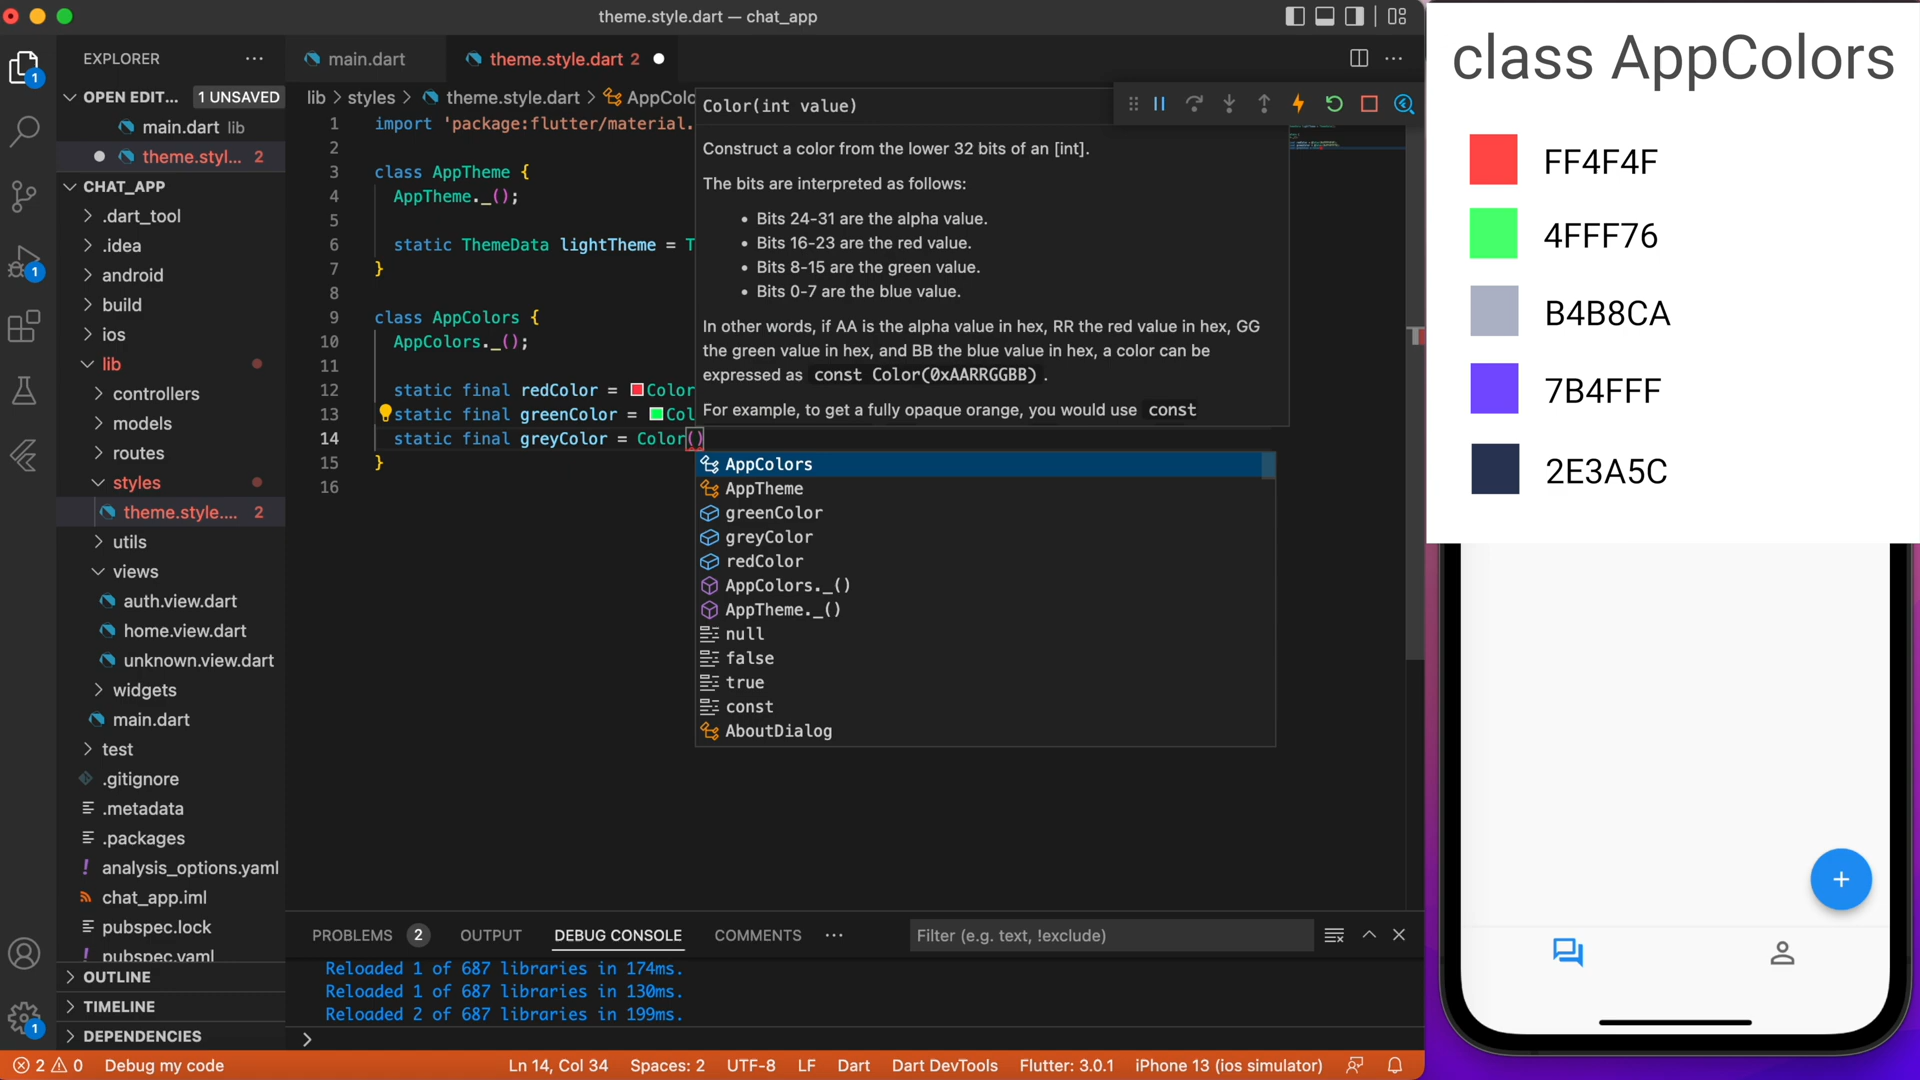 theme.style.dart — chat_app
EXPLORER
main.dart
theme.style.dart 2
OPEN EDIT... 1 UNSAVED
main.dart lib
theme.styl... 2
CHAT_APP
.dart_tool
.idea
android
build
ios
lib
controllers
models
routes
styles
theme.style.... 2
utils
views
auth.view.dart
home.view.dart
unknown.view.dart
widgets
main.dart
test
.gitignore
.metadata
.packages
analysis_options.yaml
chat_app.iml
pubspec.lock
pubspec.yaml
OUTLINE
TIMELINE
DEPENDENCIES
1
1
1
lib > styles > theme.style.dart > AppColo
1 import 'package:flutter/material.
2
3 class AppTheme {
4 AppTheme._();
5
6 static ThemeData lightTheme = T
7 }
8
9 class AppColors {
10 AppColors._();
11
12 static final redColor = Color
13 static final greenColor = Col
14 static final greyColor = Color()
15 }
16
Color(int value)
Construct a color from the lower 32 bits of an [int].
The bits are interpreted as follows:
• Bits 24-31 are the alpha value.
• Bits 16-23 are the red value.
• Bits 8-15 are the green value.
• Bits 0-7 are the blue value.
In other words, if AA is the alpha value in hex, RR the red value in hex, GG
the green value in hex, and BB the blue value in hex, a color can be
expressed as const Color(0xAARRGGBB) .
For example, to get a fully opaque orange, you would use const
AppColors
AppTheme
greenColor
greyColor
redColor
AppColors._()
AppTheme._()
null
false
true
const
AboutDialog
PROBLEMS 2 OUTPUT DEBUG CONSOLE COMMENTS ... Filter (e.g. text, !exclude)
Reloaded 1 of 687 libraries in 174ms.
Reloaded 1 of 687 libraries in 130ms.
Reloaded 2 of 687 libraries in 199ms.
>
2 0 Debug my code Ln 14, Col 34 Spaces: 2 UTF-8 LF Dart Dart DevTools Flutter: 3.0.1 iPhone 13 (ios simulator)
class AppColors
FF4F4F
4FFF76
B4B8CA
7B4FFF
2E3A5C